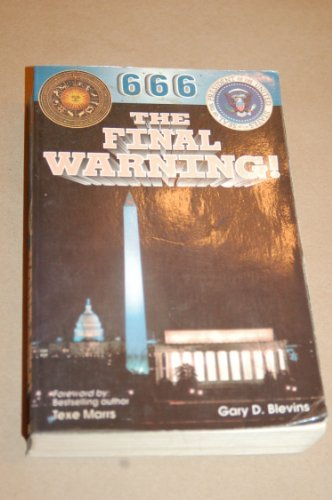 666
THE
FINAL
WARNING!
Foreword by:
Bestselling author
Texe Marrs
Gary D. Blevins